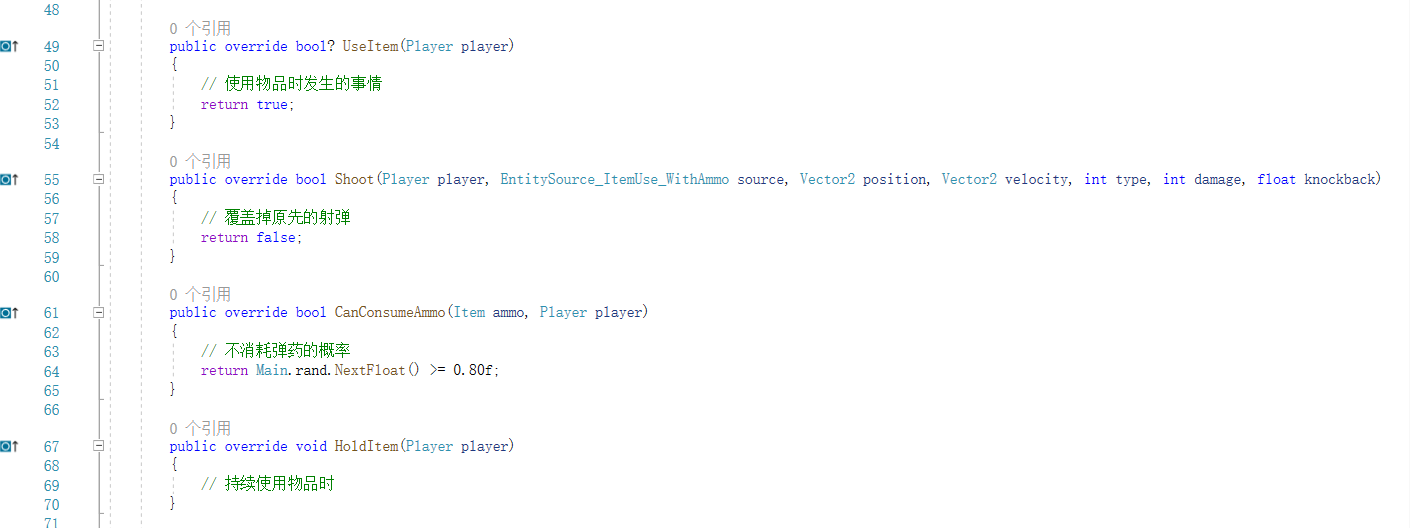 48
0 个引用
49 public override bool? UseItem(Player player)
50 {
51 // 使用物品时发生的事情
52 return true;
53 }
54
0 个引用
55 public override bool Shoot(Player player, EntitySource_ItemUse_WithAmmo source, Vector2 position, Vector2 velocity, int type, int damage, float knockback)
56 {
57 // 覆盖掉原先的射弹
58 return false;
59 }
60
0 个引用
61 public override bool CanConsumeAmmo(Item ammo, Player player)
62 {
63 // 不消耗弹药的概率
64 return Main.rand.NextFloat() >= 0.80f;
65 }
66
0 个引用
67 public override void HoldItem(Player player)
68 {
69 // 持续使用物品时
70 }
71